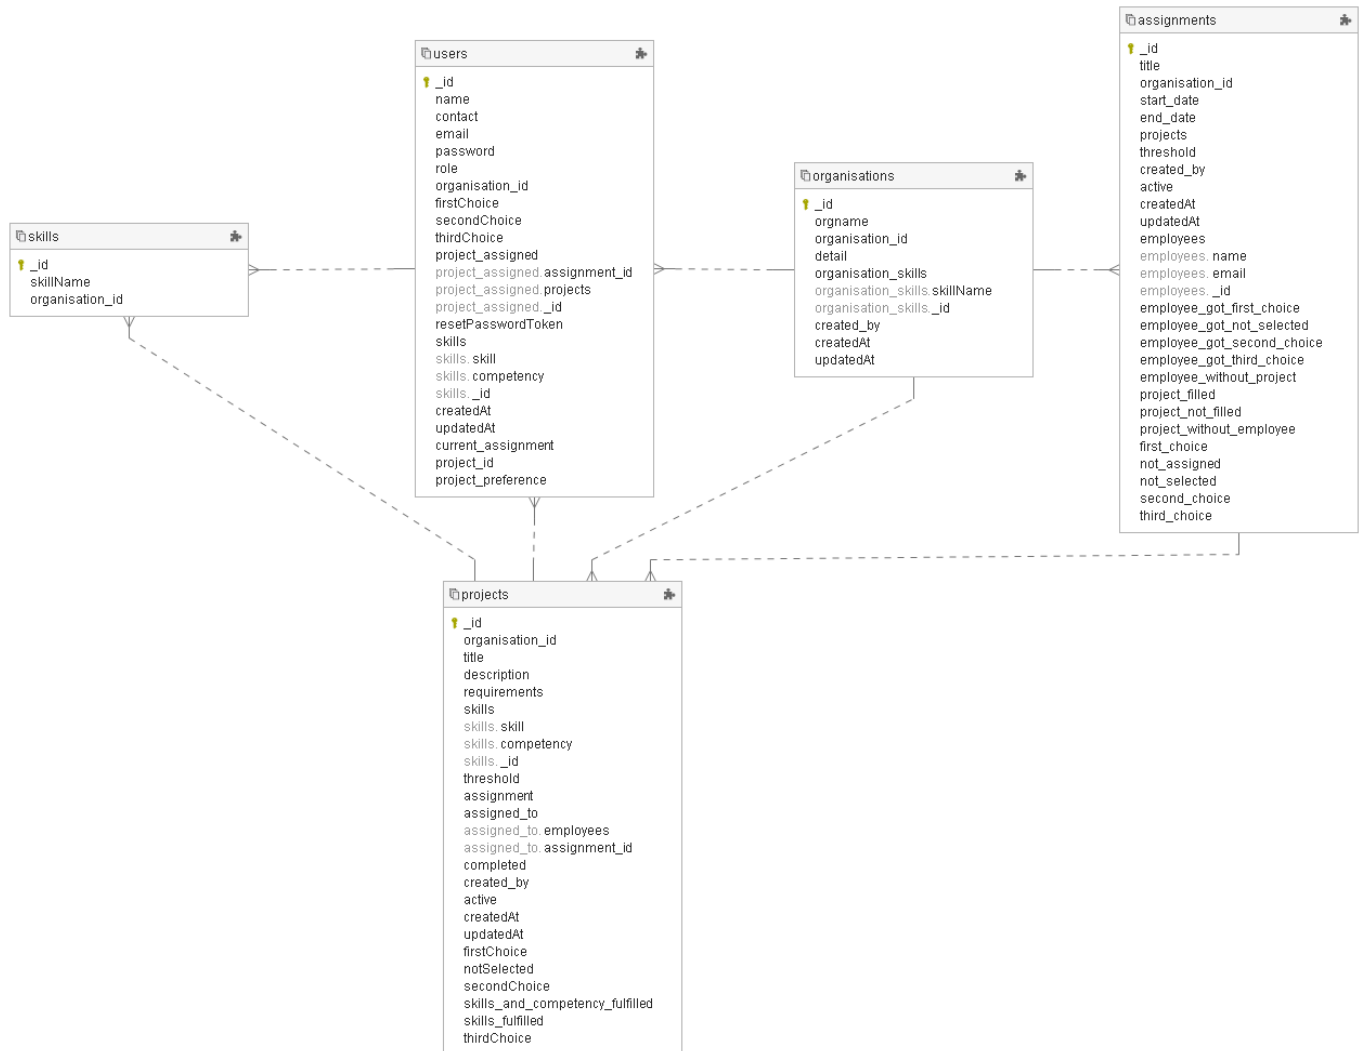 skills
_id
skillName
organisation_id
users
_id
name
contact
email
password
role
organisation_id
firstChoice
secondChoice
thirdChoice
project_assigned
project_assigned.assignment_id
project_assigned.projects
project_assigned._id
resetPasswordToken
skills
skills.skill
skills.competency
skills._id
createdAt
updatedAt
current_assignment
project_id
project_preference
organisations
_id
orgname
organisation_id
detail
organisation_skills
organisation_skills.skillName
organisation_skills._id
created_by
createdAt
updatedAt
assignments
_id
title
organisation_id
start_date
end_date
projects
threshold
created_by
active
createdAt
updatedAt
employees
employees.name
employees.email
employees._id
employee_got_first_choice
employee_got_not_selected
employee_got_second_choice
employee_got_third_choice
employee_without_project
project_filled
project_not_filled
project_without_employee
first_choice
not_assigned
not_selected
second_choice
third_choice
projects
_id
organisation_id
title
description
requirements
skills
skills.skill
skills.competency
skills._id
threshold
assignment
assigned_to
assigned_to.employees
assigned_to.assignment_id
completed
created_by
active
createdAt
updatedAt
firstChoice
notSelected
secondChoice
skills_and_competency_fulfilled
skills_fulfilled
thirdChoice